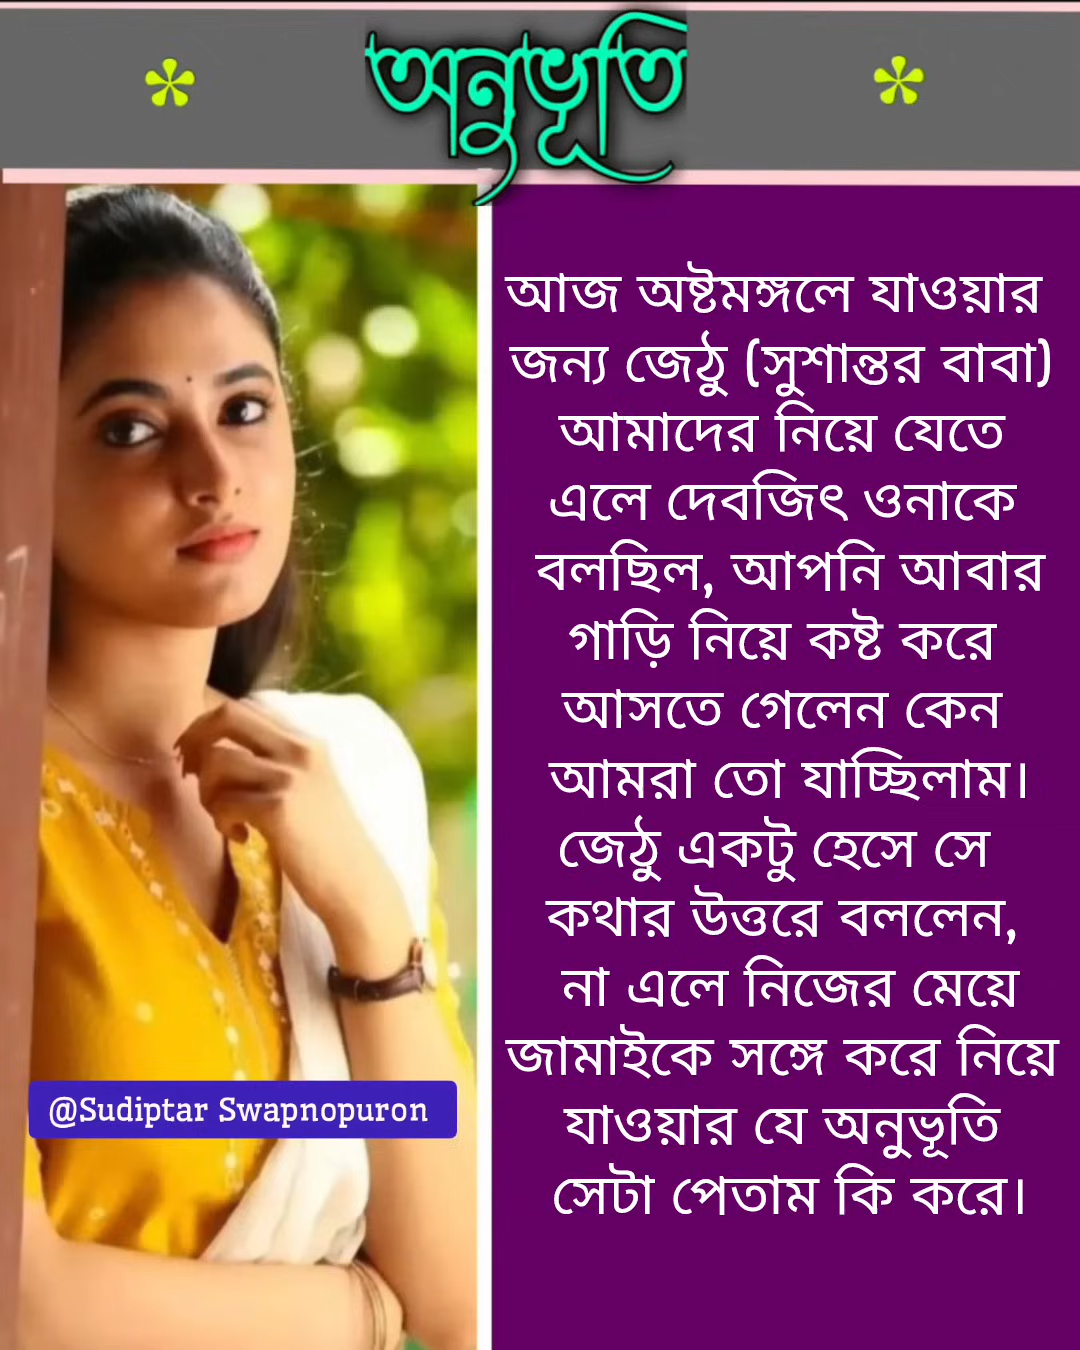 অনুভূতি
আজ অষ্টমঙ্গলে যাওয়ার
জন্য জেঠু (সুশান্তর বাবা)
আমাদের নিয়ে যেতে
এলে দেবজিৎ ওনাকে
বলছিল, আপনি আবার
গাড়ি নিয়ে কষ্ট করে
আসতে গেলেন কেন
আমরা তো যাচ্ছিলাম।
জেঠু একটু হেসে সে
কথার উত্তরে বললেন,
না এলে নিজের মেয়ে
জামাইকে সঙ্গে করে নিয়ে
যাওয়ার যে অনুভূতি
সেটা পেতাম কি করে।
@Sudiptar Swapnopuron